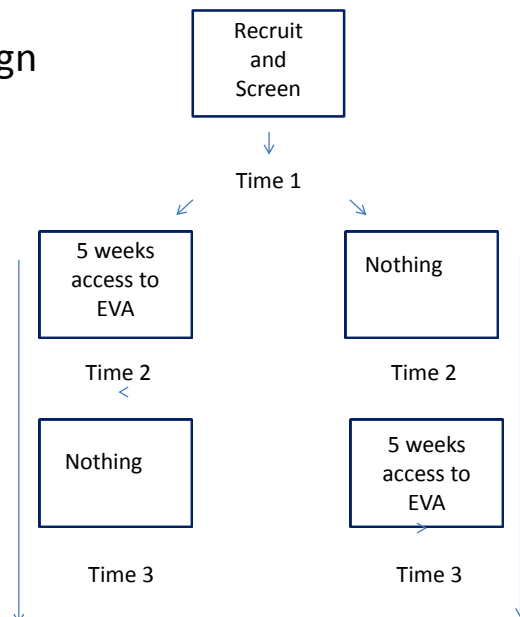 gn
Recruit
and
Screen
Time 1
5 weeks
access to
EVA
Nothing
Time 2
Time 2
Nothing
5 weeks
access to
EVA
Time 3
Time 3